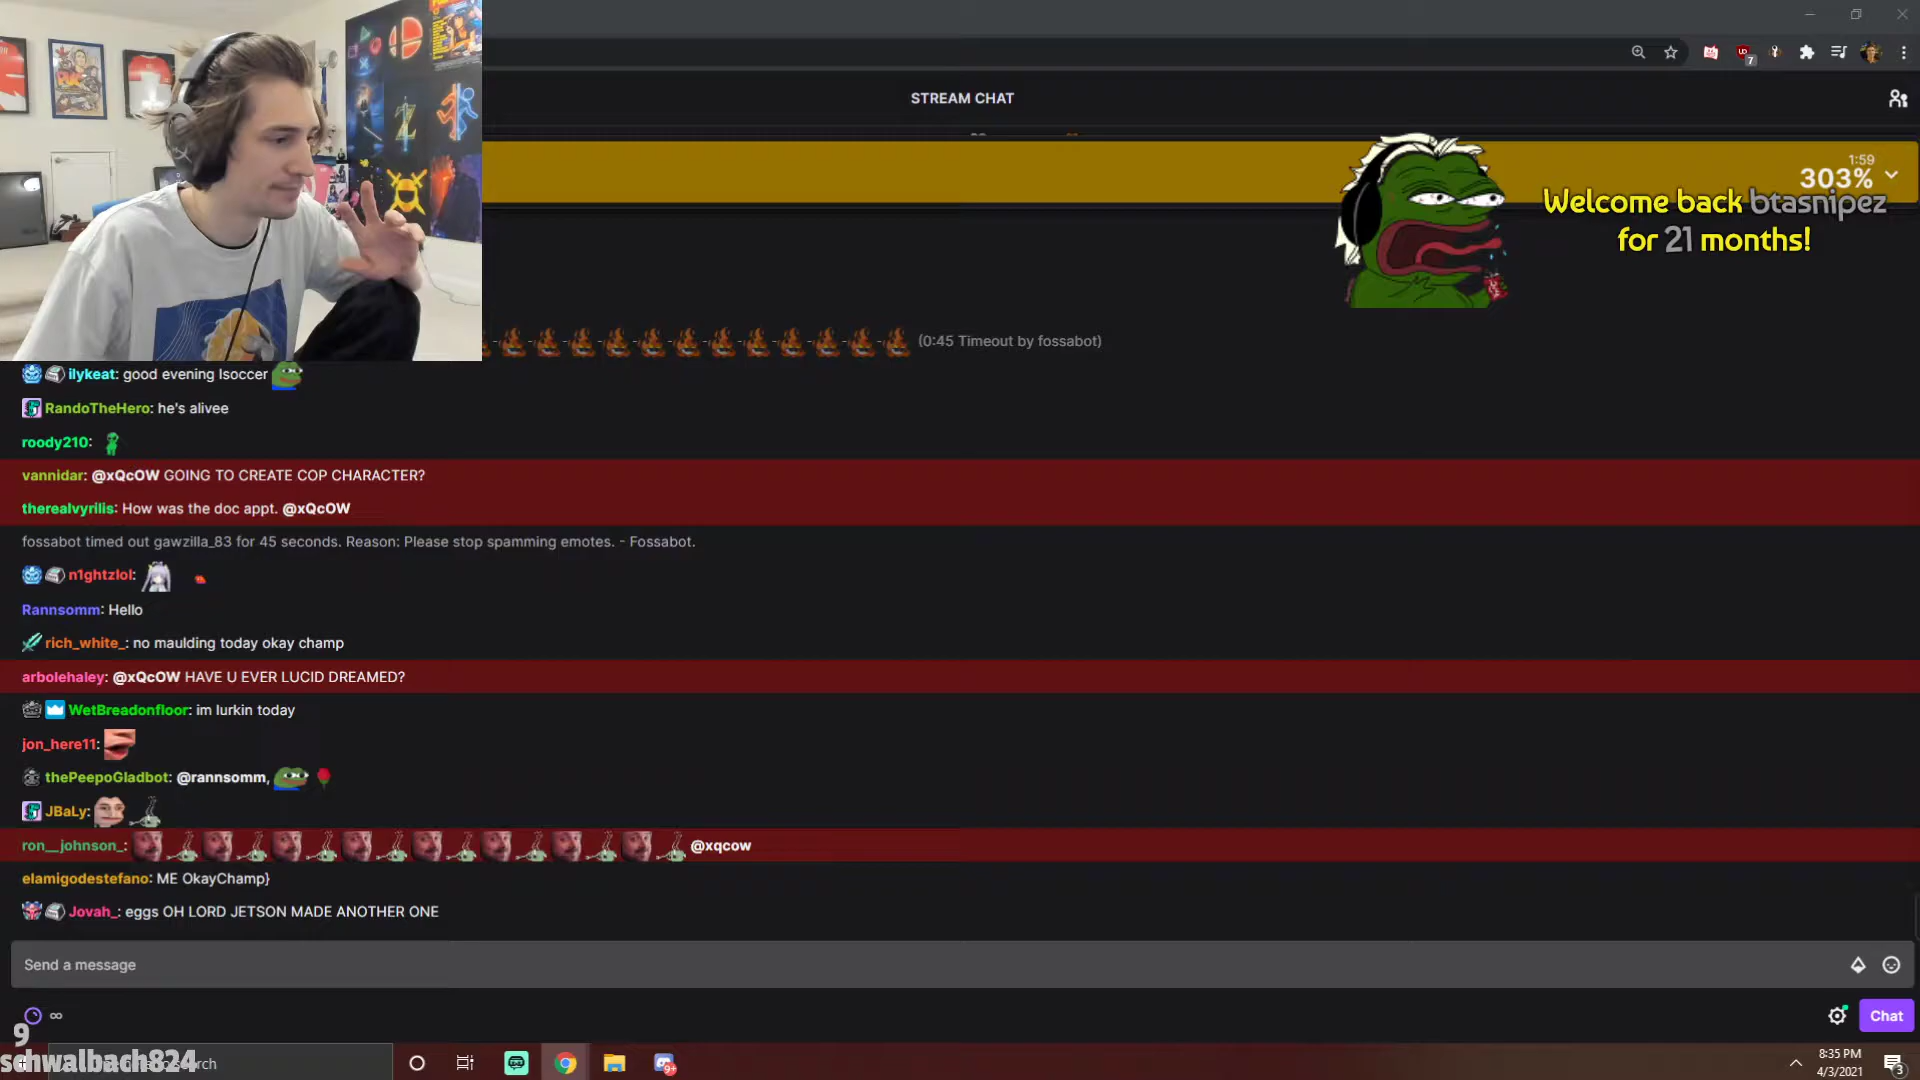 STREAM CHAT
1:59
303%
Welcome back btasnipez
for 21 months!
(0:45 Timeout by fossabot)
ilykeat: good evening lsoccer
RandoTheHero: he's alivee
roody210:
vannidar: @xQcOW GOING TO CREATE COP CHARACTER?
therealvyrilis: How was the doc appt. @xQcOW
fossabot timed out gawzilla_83 for 45 seconds. Reason: Please stop spamming emotes. - Fossabot.
n1ghtzlol:
Rannsomm: Hello
rich_white_: no maulding today okay champ
arbolehaley: @xQcOW HAVE U EVER LUCID DREAMED?
WetBreadonfloor: im lurkin today
jon_here11:
thePeepoGladbot: @rannsomm,
JBaLy:
ron__johnson_: @xqcow
elamigodestefano: ME OkayChamp}
Jovah_: eggs OH LORD JETSON MADE ANOTHER ONE
Send a message
∞
Chat
9
schwalbach824
search
9+
8:35 PM
4/3/2021
3
7